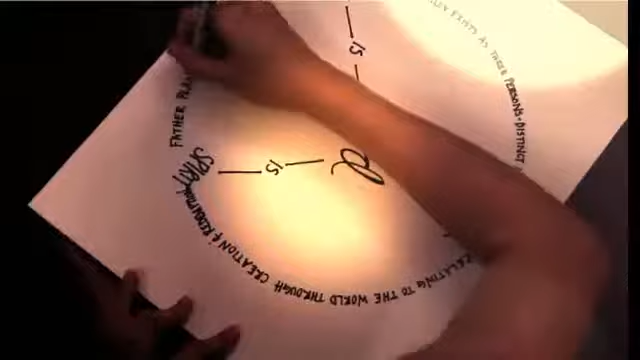 IS
EXISTS AS THREE PERSONS • DISTINCT
RELATING TO THE WORLD THROUGH CREATION & REDEMPTION
SPIRIT
— IS —
FATHER